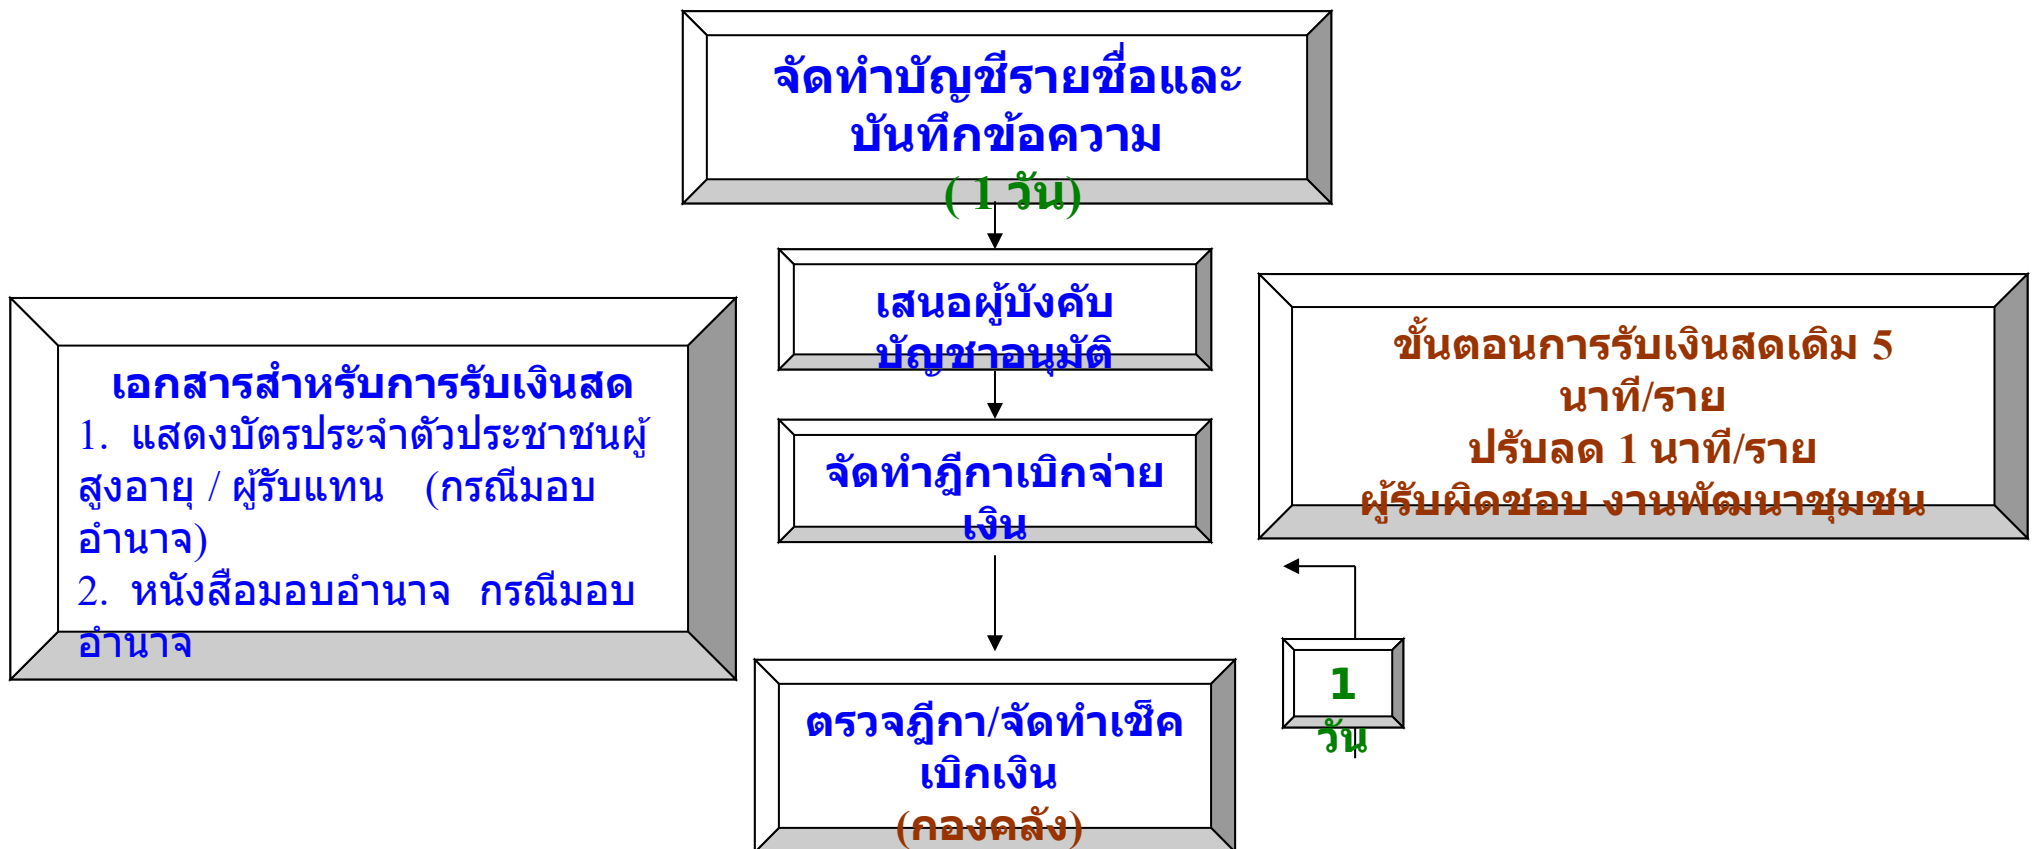 จัดทำบัญชีรายชื่อและ
บันทึกข้อความ
( 1 วัน)
เสนอผู้บังคับ
บัญชาอนุมัติ
จัดทำฎีกาเบิกจ่าย
เงิน
ตรวจฎีกา/จัดทำเช็ค
เบิกเงิน
(กองคลัง)
เอกสารสำหรับการรับเงินสด
1. แสดงบัตรประจำตัวประชาชนผู้
สูงอายุ / ผู้รับแทน (กรณีมอบ
อำนาจ)
2. หนังสือมอบอำนาจ กรณีมอบ
อำนาจ
ขั้นตอนการรับเงินสดเดิม 5
นาที/ราย
ปรับลด 1 นาที/ราย
ผู้รับผิดชอบ งานพัฒนาชุมชน
1
วัน